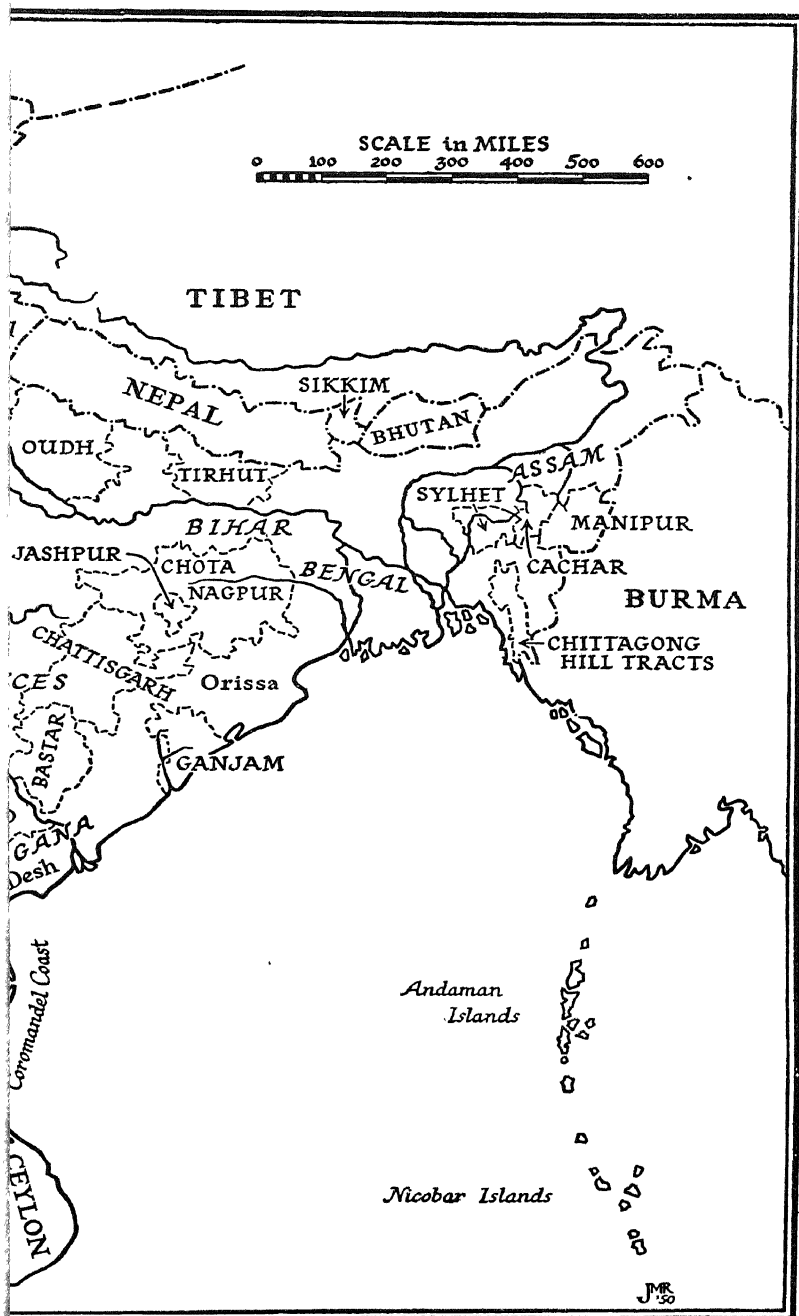 SCALE in MILES
0 100 200 300 400 500 600
TIBET
NEPAL
SIKKIM
BHUTAN
OUDH
TIRHUT
ASSAM
SYLHET
MANIPUR
BIHAR
JASHPUR
CHOTA
NAGPUR
BENGAL
CACHAR
BURMA
CHATTISGARH
CHITTAGONG
HILL TRACTS
CES
Orissa
BASTAR
GANJAM
GANA
Desh
Coromandel Coast
Andaman
Islands
CEYLON
Nicobar Islands
JMR
'50